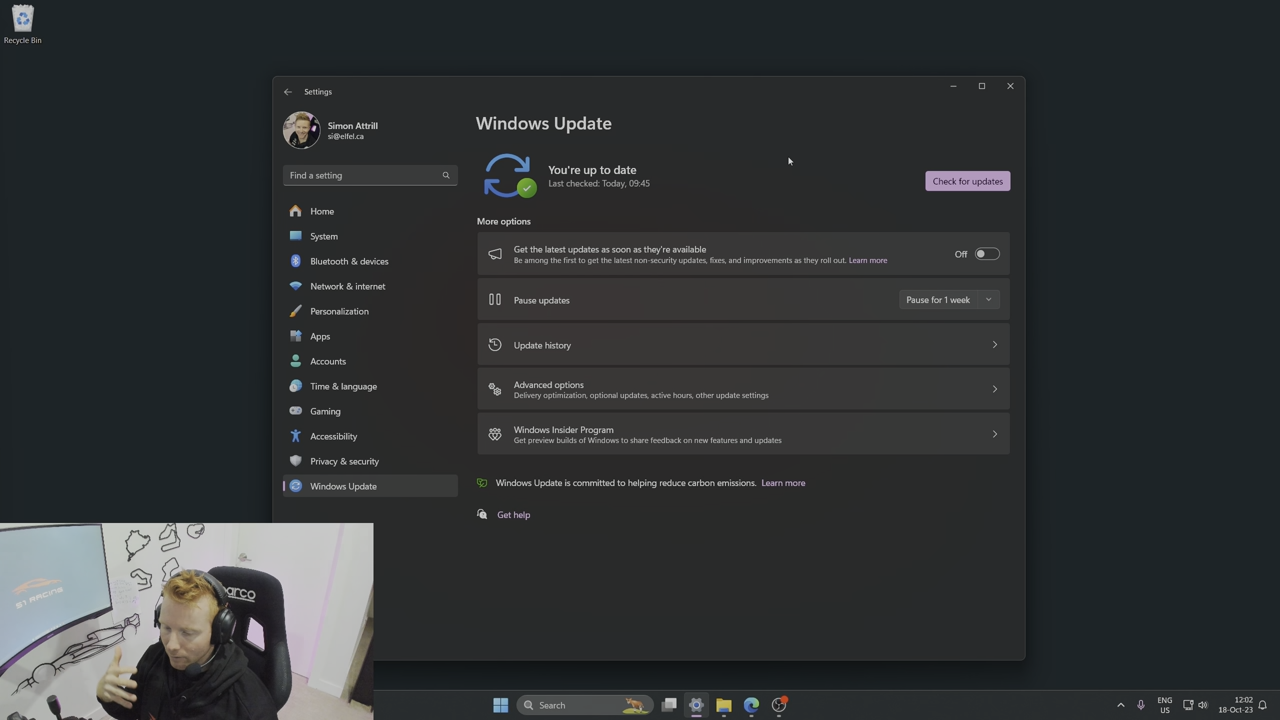 Recycle Bin
Settings
Simon Attrill
si@elfel.ca
Find a setting
Home
System
Bluetooth & devices
Network & internet
Personalization
Apps
Accounts
Time & language
Gaming
Accessibility
Privacy & security
Windows Update
Windows Update
You're up to date
Last checked: Today, 09:45
Check for updates
More options
Get the latest updates as soon as they're available
Be among the first to get the latest non-security updates, fixes, and improvements as they roll out. Learn more
Off
Pause updates
Pause for 1 week
Update history
Advanced options
Delivery optimization, optional updates, active hours, other update settings
Windows Insider Program
Get preview builds of Windows to share feedback on new features and updates
Windows Update is committed to helping reduce carbon emissions. Learn more
Get help
S1 RACING
sparco
Search
ENG
US
12:02
18-Oct-23